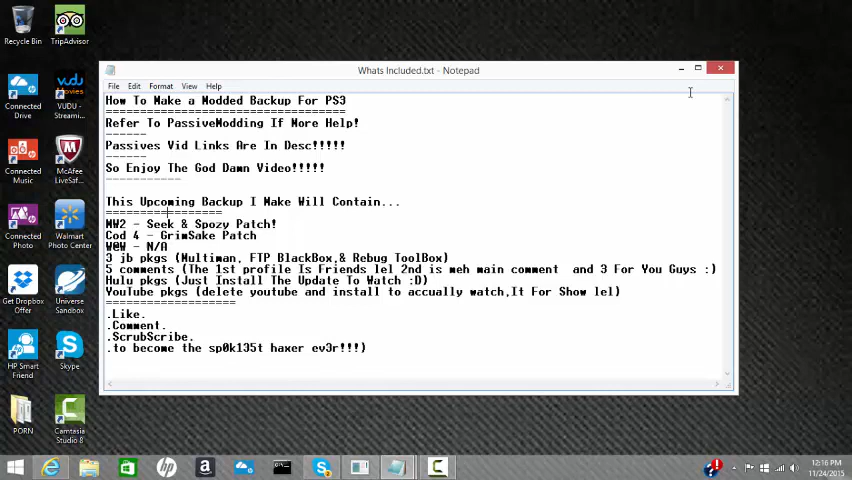 Recycle Bin
TripAdvisor
Connected Drive
VUDU - Streami...
Connected Music
McAfee LiveSaf...
Connected Photo
Walmart Photo Center
Get Dropbox Offer
Universe Sandbox
HP Smart Friend
Skype
PORN
Camtasia Studio 8
Whats Included.txt - Notepad
File Edit Format View Help
How To Make a Modded Backup For PS3
==================================
Refer To PassiveModding If More Help!
------
Passives Vid Links Are In Desc!!!!!
------
So Enjoy The God Damn Video!!!!!
-----------
This Upcoming Backup I Make Will Contain...
=================
MW2 - Seek & Spozy Patch!
Cod 4 - GrimSake Patch
WeW - N/A
3 jb pkgs (Multiman, FTP BlackBox,& Rebug ToolBox)
5 comments (The 1st profile Is Friends lel 2nd is meh main comment  and 3 For You Guys :)
Hulu pkgs (Just Install The Update To Watch :D)
YouTube pkgs (delete youtube and install to accually watch,It For Show lel)
===================
.Like.
.Comment.
.ScrubScribe.
.to become the sp0k135t haxer ev3r!!!)
12:16 PM
11/24/2015